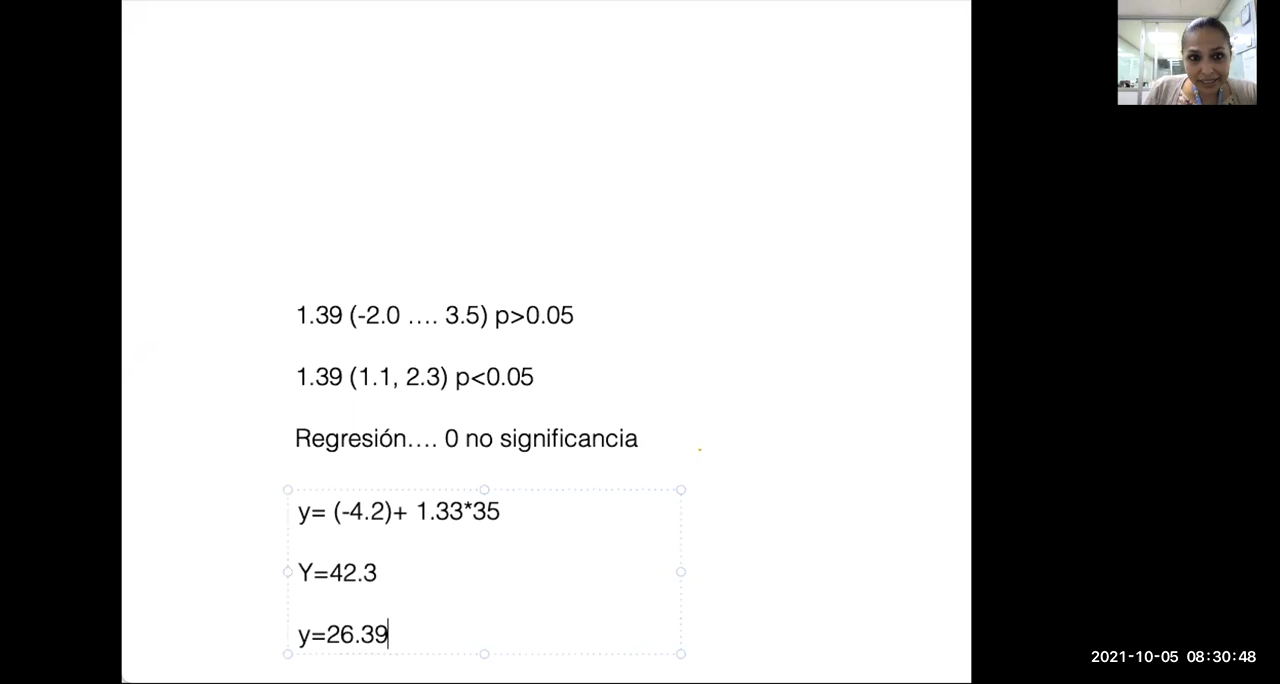 1.39 (-2.0 .... 3.5) p>0.05
1.39 (1.1, 2.3) p<0.05
Regresión.... 0 no significancia
y= (-4.2)+ 1.33*35
Y=42.3
y=26.39
2021-10-05 08:30:48